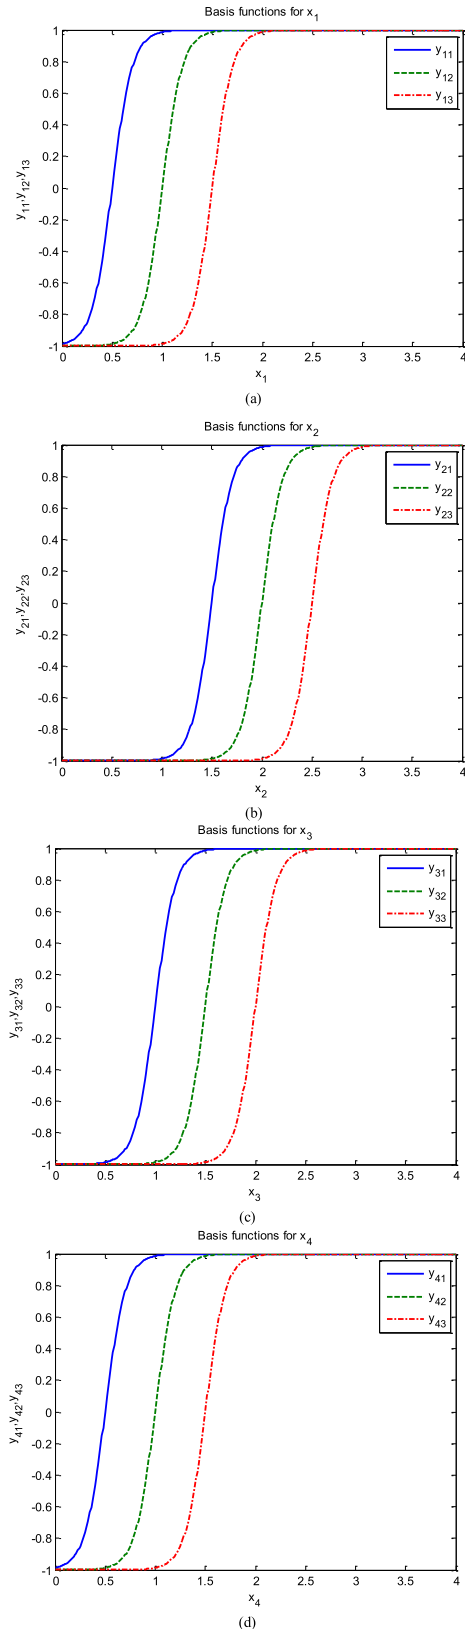 Basis functions for x1
1
0.8
0.6
0.4
0.2
0
-0.2
-0.4
-0.6
-0.8
-1
y11,y12,y13
y11
y12
y13
0 0.5 1 1.5 2 2.5 3 3.5 4
x1
(a)
Basis functions for x2
1
0.8
0.6
0.4
0.2
0
-0.2
-0.4
-0.6
-0.8
-1
y21,y22,y23
y21
y22
y23
0 0.5 1 1.5 2 2.5 3 3.5 4
x2
(b)
Basis functions for x3
1
0.8
0.6
0.4
0.2
0
-0.2
-0.4
-0.6
-0.8
-1
y31,y32,y33
y31
y32
y33
0 0.5 1 1.5 2 2.5 3 3.5 4
x3
(c)
Basis functions for x4
1
0.8
0.6
0.4
0.2
0
-0.2
-0.4
-0.6
-0.8
-1
y41,y42,y43
y41
y42
y43
0 0.5 1 1.5 2 2.5 3 3.5 4
x4
(d)